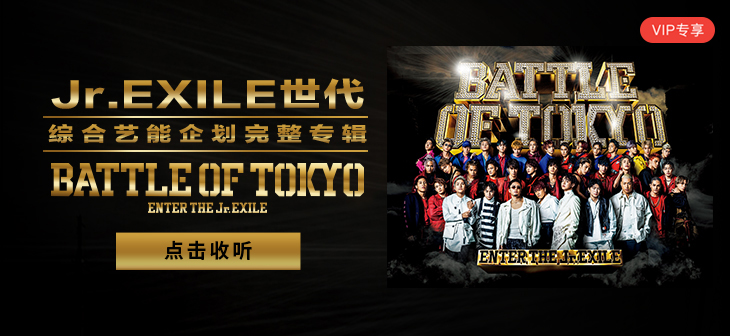 VIP专享
Jr.EXILE世代
综合艺能企划完整专辑
BATTLE OF TOKYO
ENTER THE Jr.EXILE
点击收听
BATTLE
OF TOKYO
ENTER THE Jr.EXILE